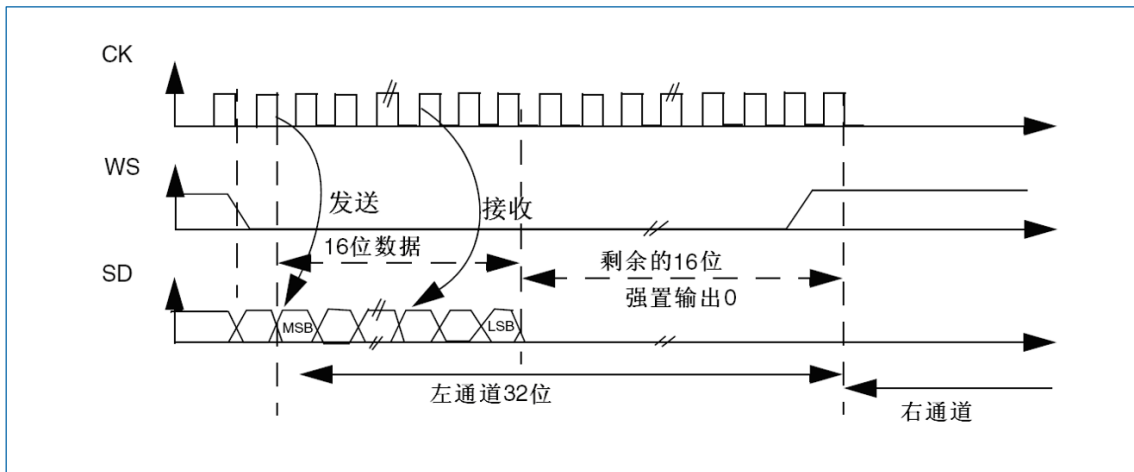 CK
WS
发送
接收
16位数据
剩余的16位
强置输出0
SD
MSB
LSB
左通道32位
右通道